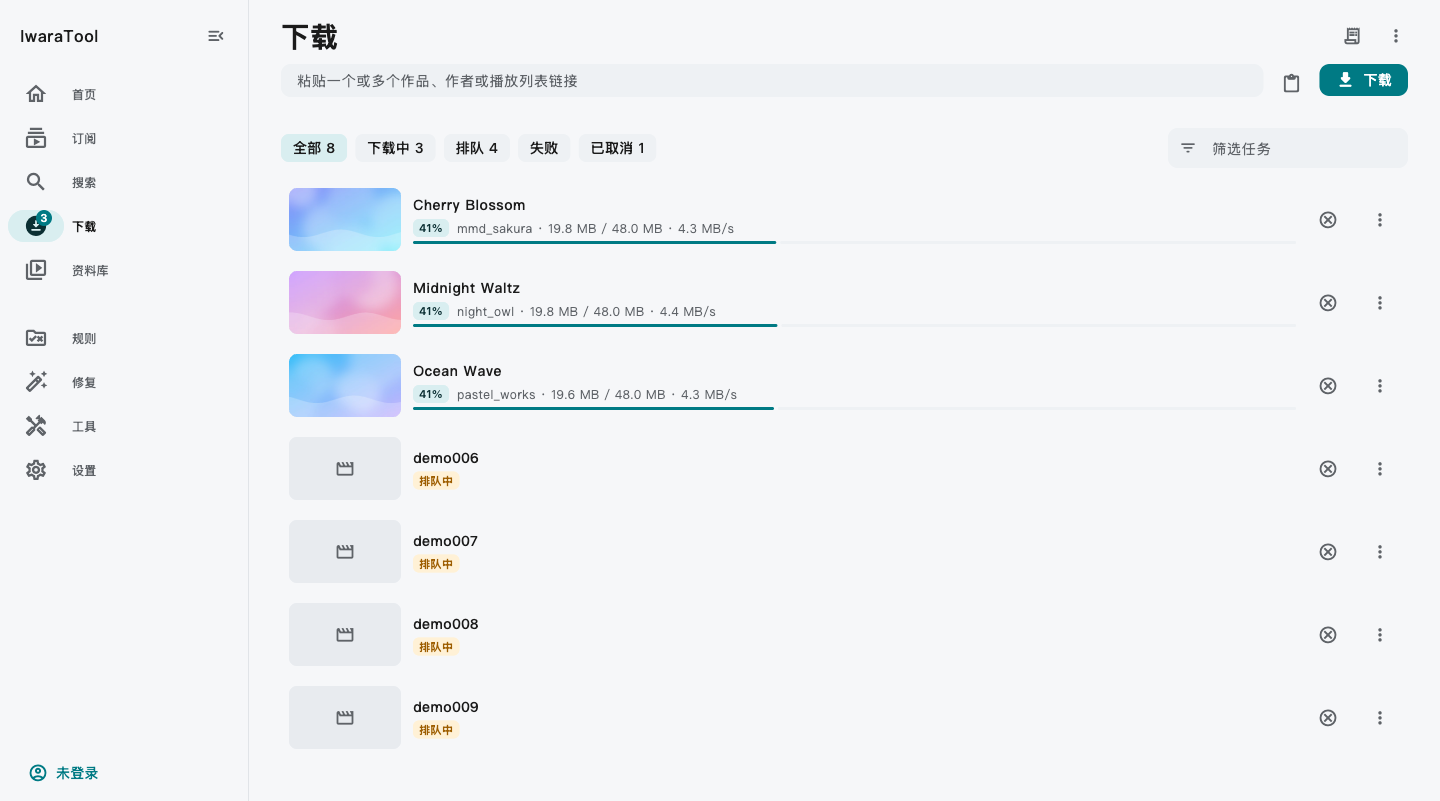 IwaraTool
首页
订阅
搜索
3
下载
资料库
规则
修复
工具
设置
未登录
下载
粘贴一个或多个作品、作者或播放列表链接
下载
全部 8
下载中 3
排队 4
失败
已取消 1
筛选任务
Cherry Blossom
41% mmd_sakura · 19.8 MB / 48.0 MB · 4.3 MB/s
Midnight Waltz
41% night_owl · 19.8 MB / 48.0 MB · 4.4 MB/s
Ocean Wave
41% pastel_works · 19.6 MB / 48.0 MB · 4.3 MB/s
demo006
排队中
demo007
排队中
demo008
排队中
demo009
排队中